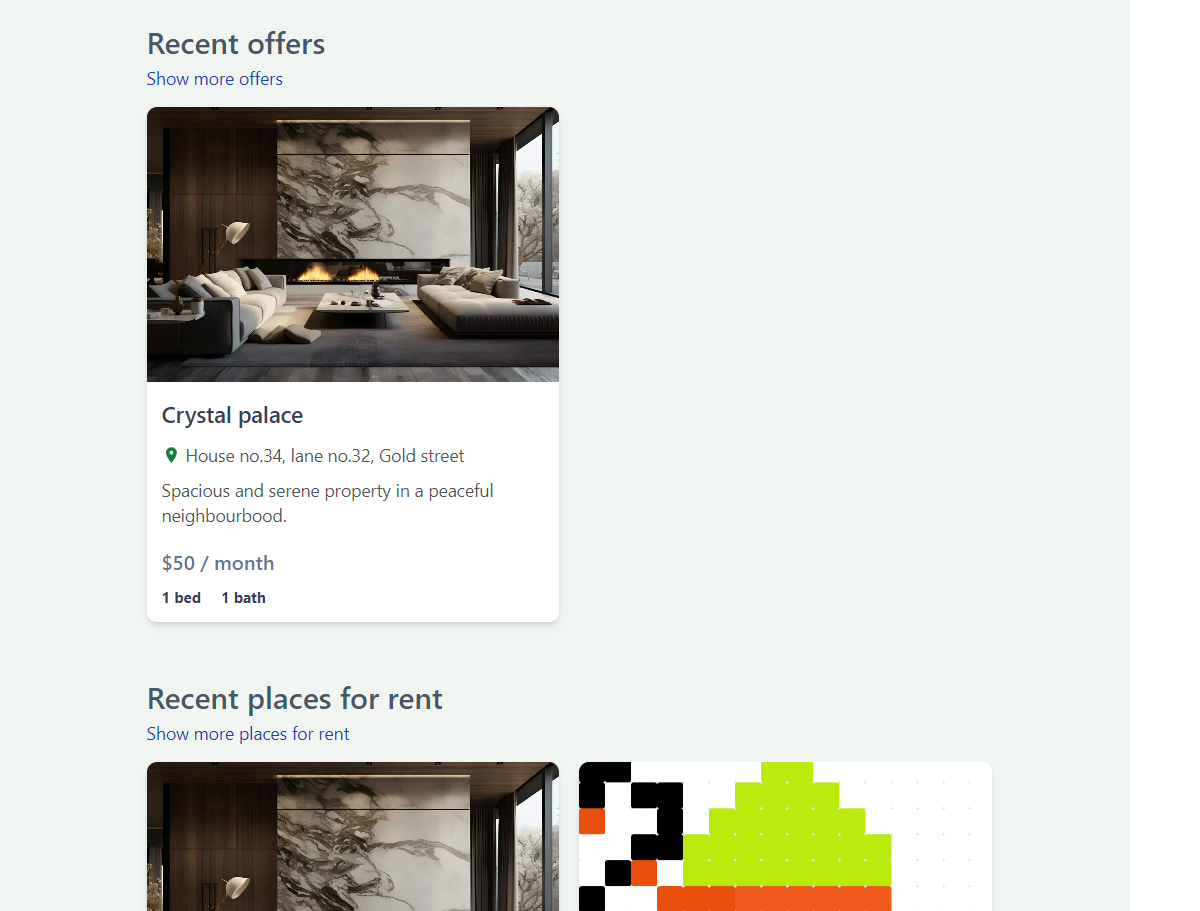 Recent offers
Show more offers
Crystal palace
House no.34, lane no.32, Gold street
Spacious and serene property in a peaceful
neighbourbood.
$50 / month
1 bed 1 bath
Recent places for rent
Show more places for rent